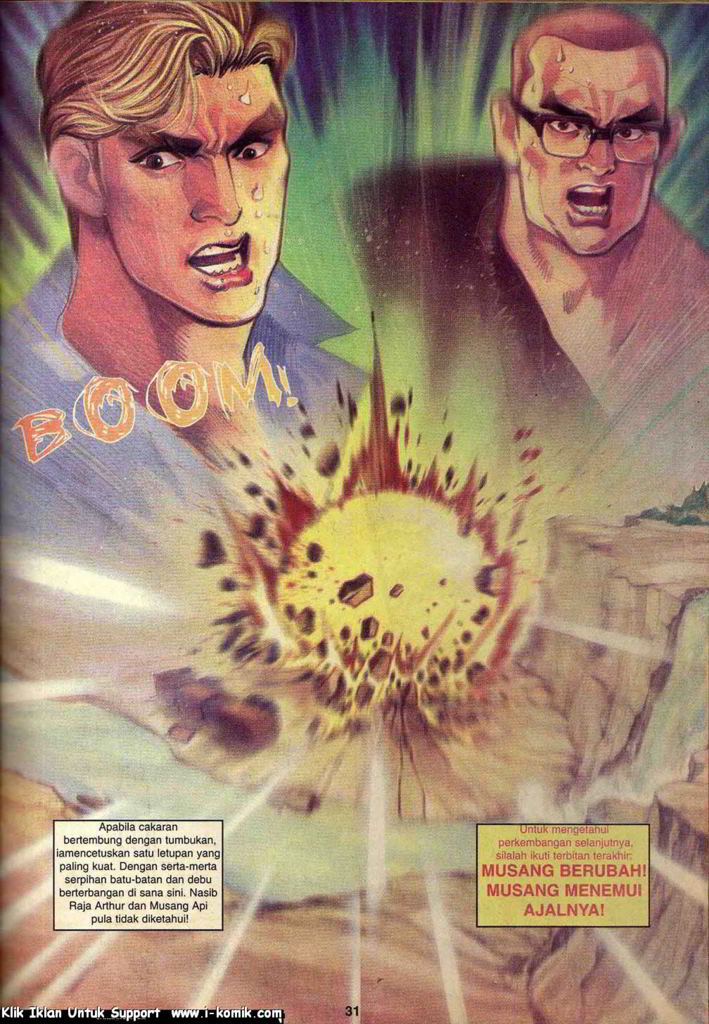 BOOM!
Apabila cakaran
bertembung dengan tumbukan,
iamencetuskan satu letupan yang
paling kuat. Dengan serta-merta
serpihan batu-batan dan debu
berterbangan di sana sini. Nasib
Raja Arthur dan Musang Api
pula tidak diketahui!
Untuk mengetahui
perkembangan selanjutnya,
silalah ikuti terbitan terakhir:
MUSANG BERUBAH!
MUSANG MENEMUI
AJALNYA!
31
Klik Iklan Untuk Support www.i-komik.com